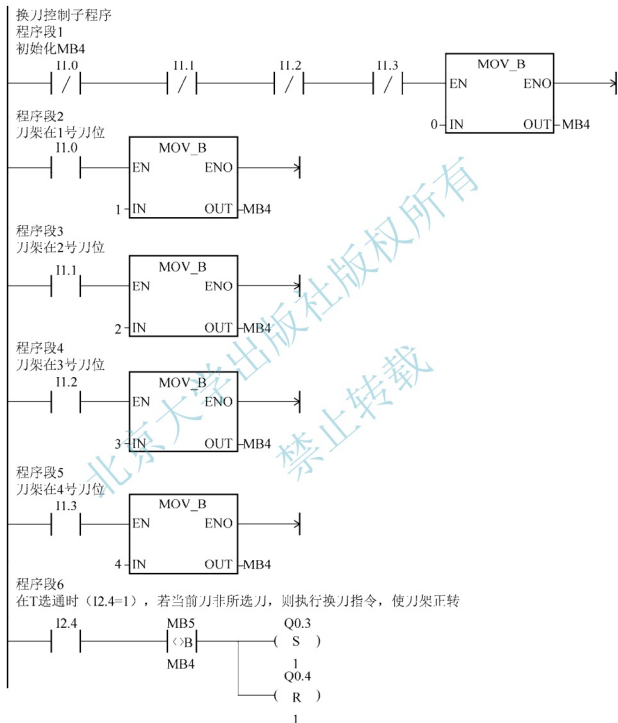 换刀控制子程序
程序段1
初始化MB4
I1.0 I1.1 I1.2 I1.3 MOV_B
EN ENO
0 IN OUT MB4
程序段2
刀架在1号刀位
I1.0 MOV_B
EN ENO
1 IN OUT MB4
程序段3
刀架在2号刀位
I1.1 MOV_B
EN ENO
2 IN OUT MB4
程序段4
刀架在3号刀位
I1.2 MOV_B
EN ENO
3 IN OUT MB4
程序段5
刀架在4号刀位
I1.3 MOV_B
EN ENO
4 IN OUT MB4
程序段6
在T选通时（I2.4=1），若当前刀非所选刀，则执行换刀指令，使刀架正转
I2.4 MB5 Q0.3
<>B S
MB4 1
Q0.4
R
1
北京大学出版社版权所有
禁止转载